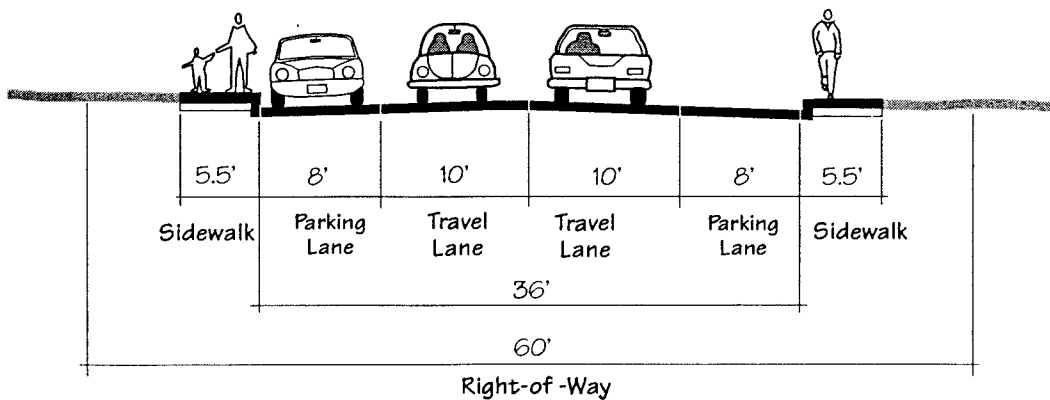 5.5' 8' 10' 10' 8' 5.5'
Sidewalk Parking Lane Travel Lane Travel Lane Parking Lane Sidewalk
36'
60'
Right-of -Way